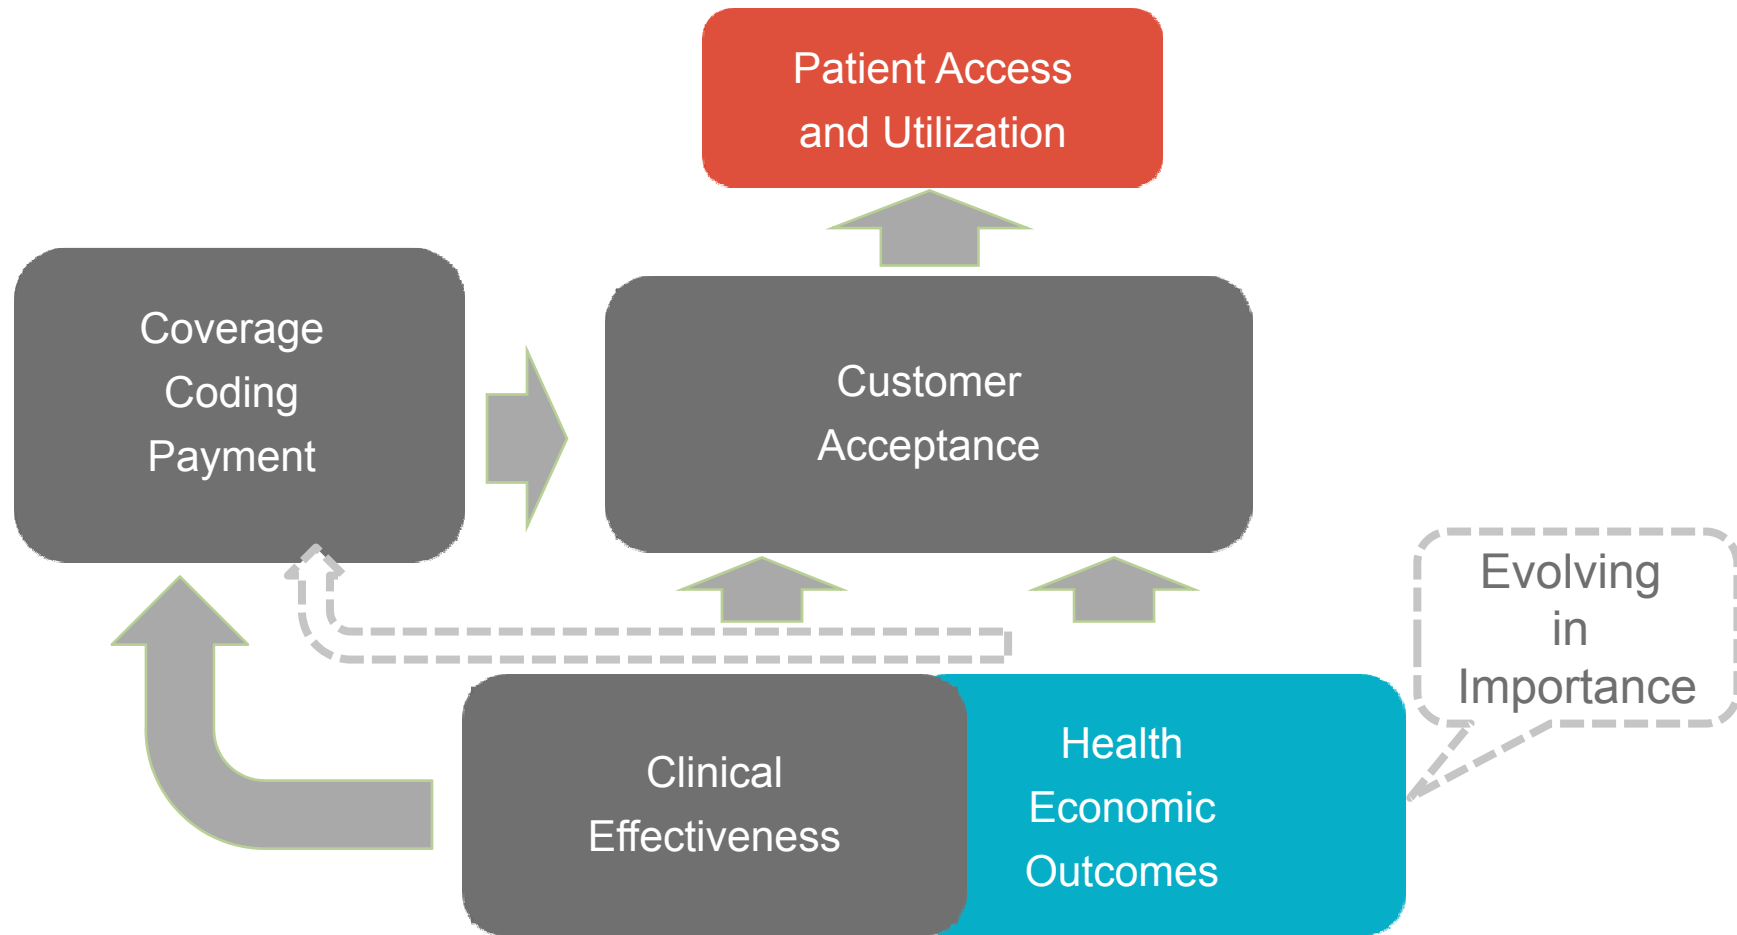 Patient Access
and Utilization
Coverage
Coding
Payment
Customer
Acceptance
Evolving
in
Importance
Clinical
Effectiveness
Health
Economic
Outcomes